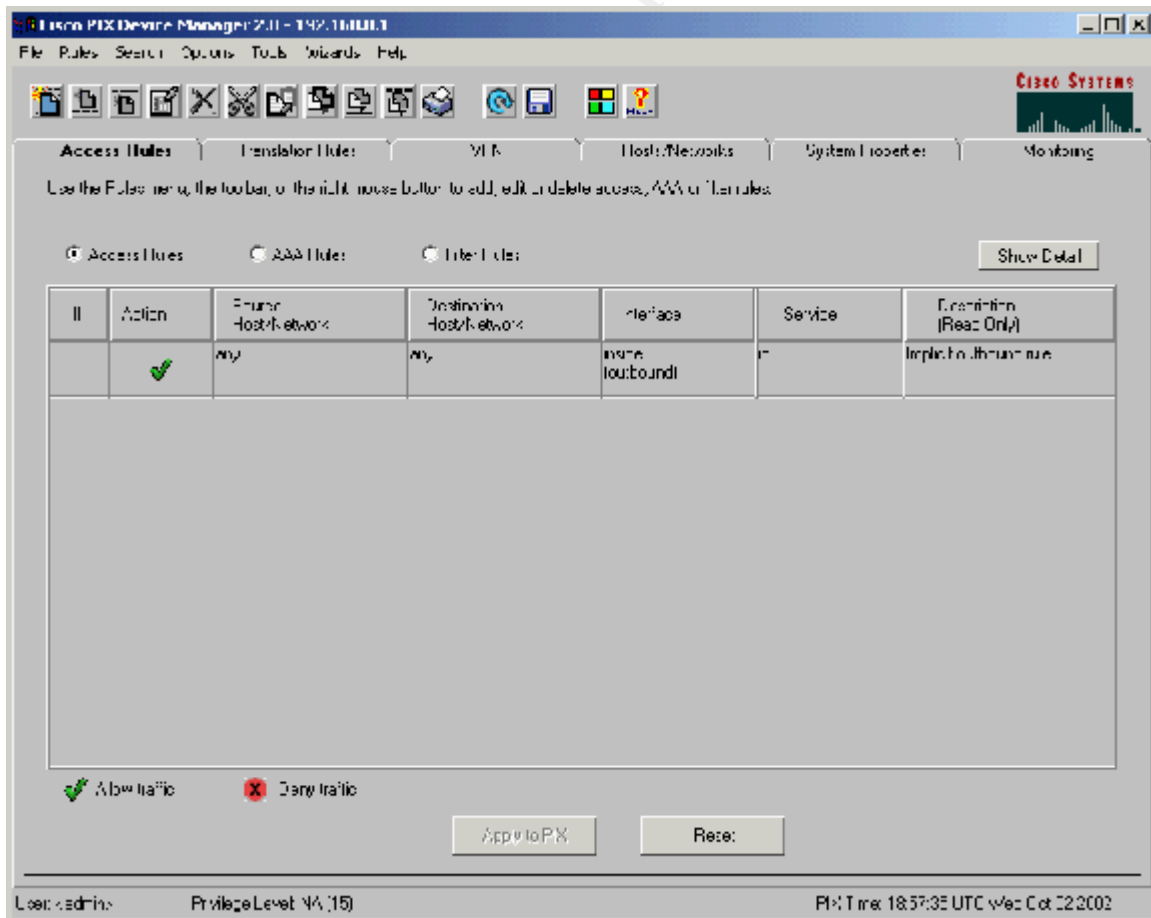 Cisco PIX Device Manager 2.0 - 192.168.0.1
File Rules Search Options Tools Wizards Help
CISCO SYSTEMS
Access Rules Translation Rules VPN Hosts/Networks System Properties Monitoring
Use the Rules menu, the toolbar, or the right mouse button to add, edit or delete access, AAA or filter rules.
Access Rules AAA Rules Filter Rules Show Detail
# Action Source Host/Network Destination Host/Network Interface Service Description (Read Only)
any any inside (outbound) ip Implicit outbound rule
Allow traffic Deny traffic
Apply to PIX Reset
User: <admin> Privilege Level: NA (15) PIX Time: 18:57:35 UTC Wed Oct 02 2002